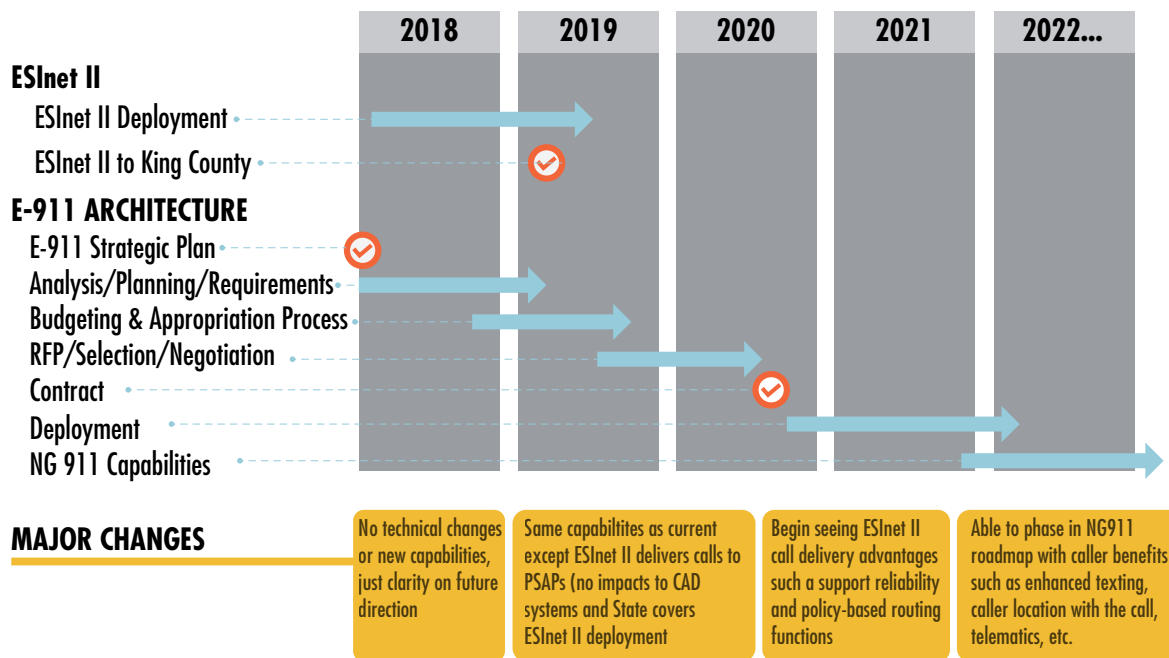 2018 2019 2020 2021 2022...
ESInet II
ESInet II Deployment
ESInet II to King County
E-911 ARCHITECTURE
E-911 Strategic Plan
Analysis/Planning/Requirements
Budgeting & Appropriation Process
RFP/Selection/Negotiation
Contract
Deployment
NG 911 Capabilities
MAJOR CHANGES
No technical changes
or new capabilities,
just clarity on future
direction
Same capabiltites as current
except ESInet II delivers calls to
PSAPs (no impacts to CAD
systems and State covers
ESInet II deployment
Begin seeing ESInet II
call delivery advantages
such a support reliability
and policy-based routing
functions
Able to phase in NG911
roadmap with caller benefits
such as enhanced texting,
caller location with the call,
telematics, etc.